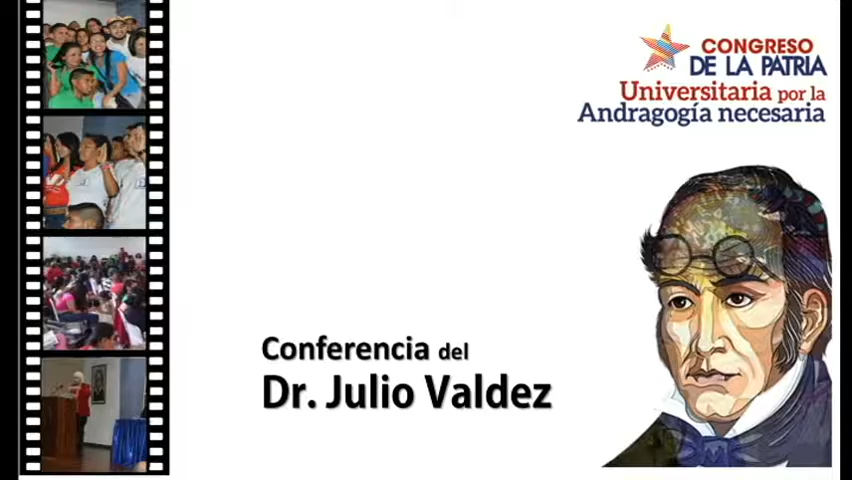 CONGRESO
DE LA PATRIA
Universitaria por la
Andragogía necesaria
Conferencia del
Dr. Julio Valdez